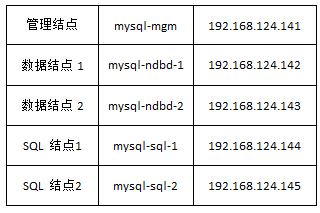 管理结点 mysql-mgm 192.168.124.141
数据结点 1 mysql-ndbd-1 192.168.124.142
数据结点 2 mysql-ndbd-2 192.168.124.143
SQL 结点1 mysql-sql-1 192.168.124.144
SQL 结点2 mysql-sql-2 192.168.124.145